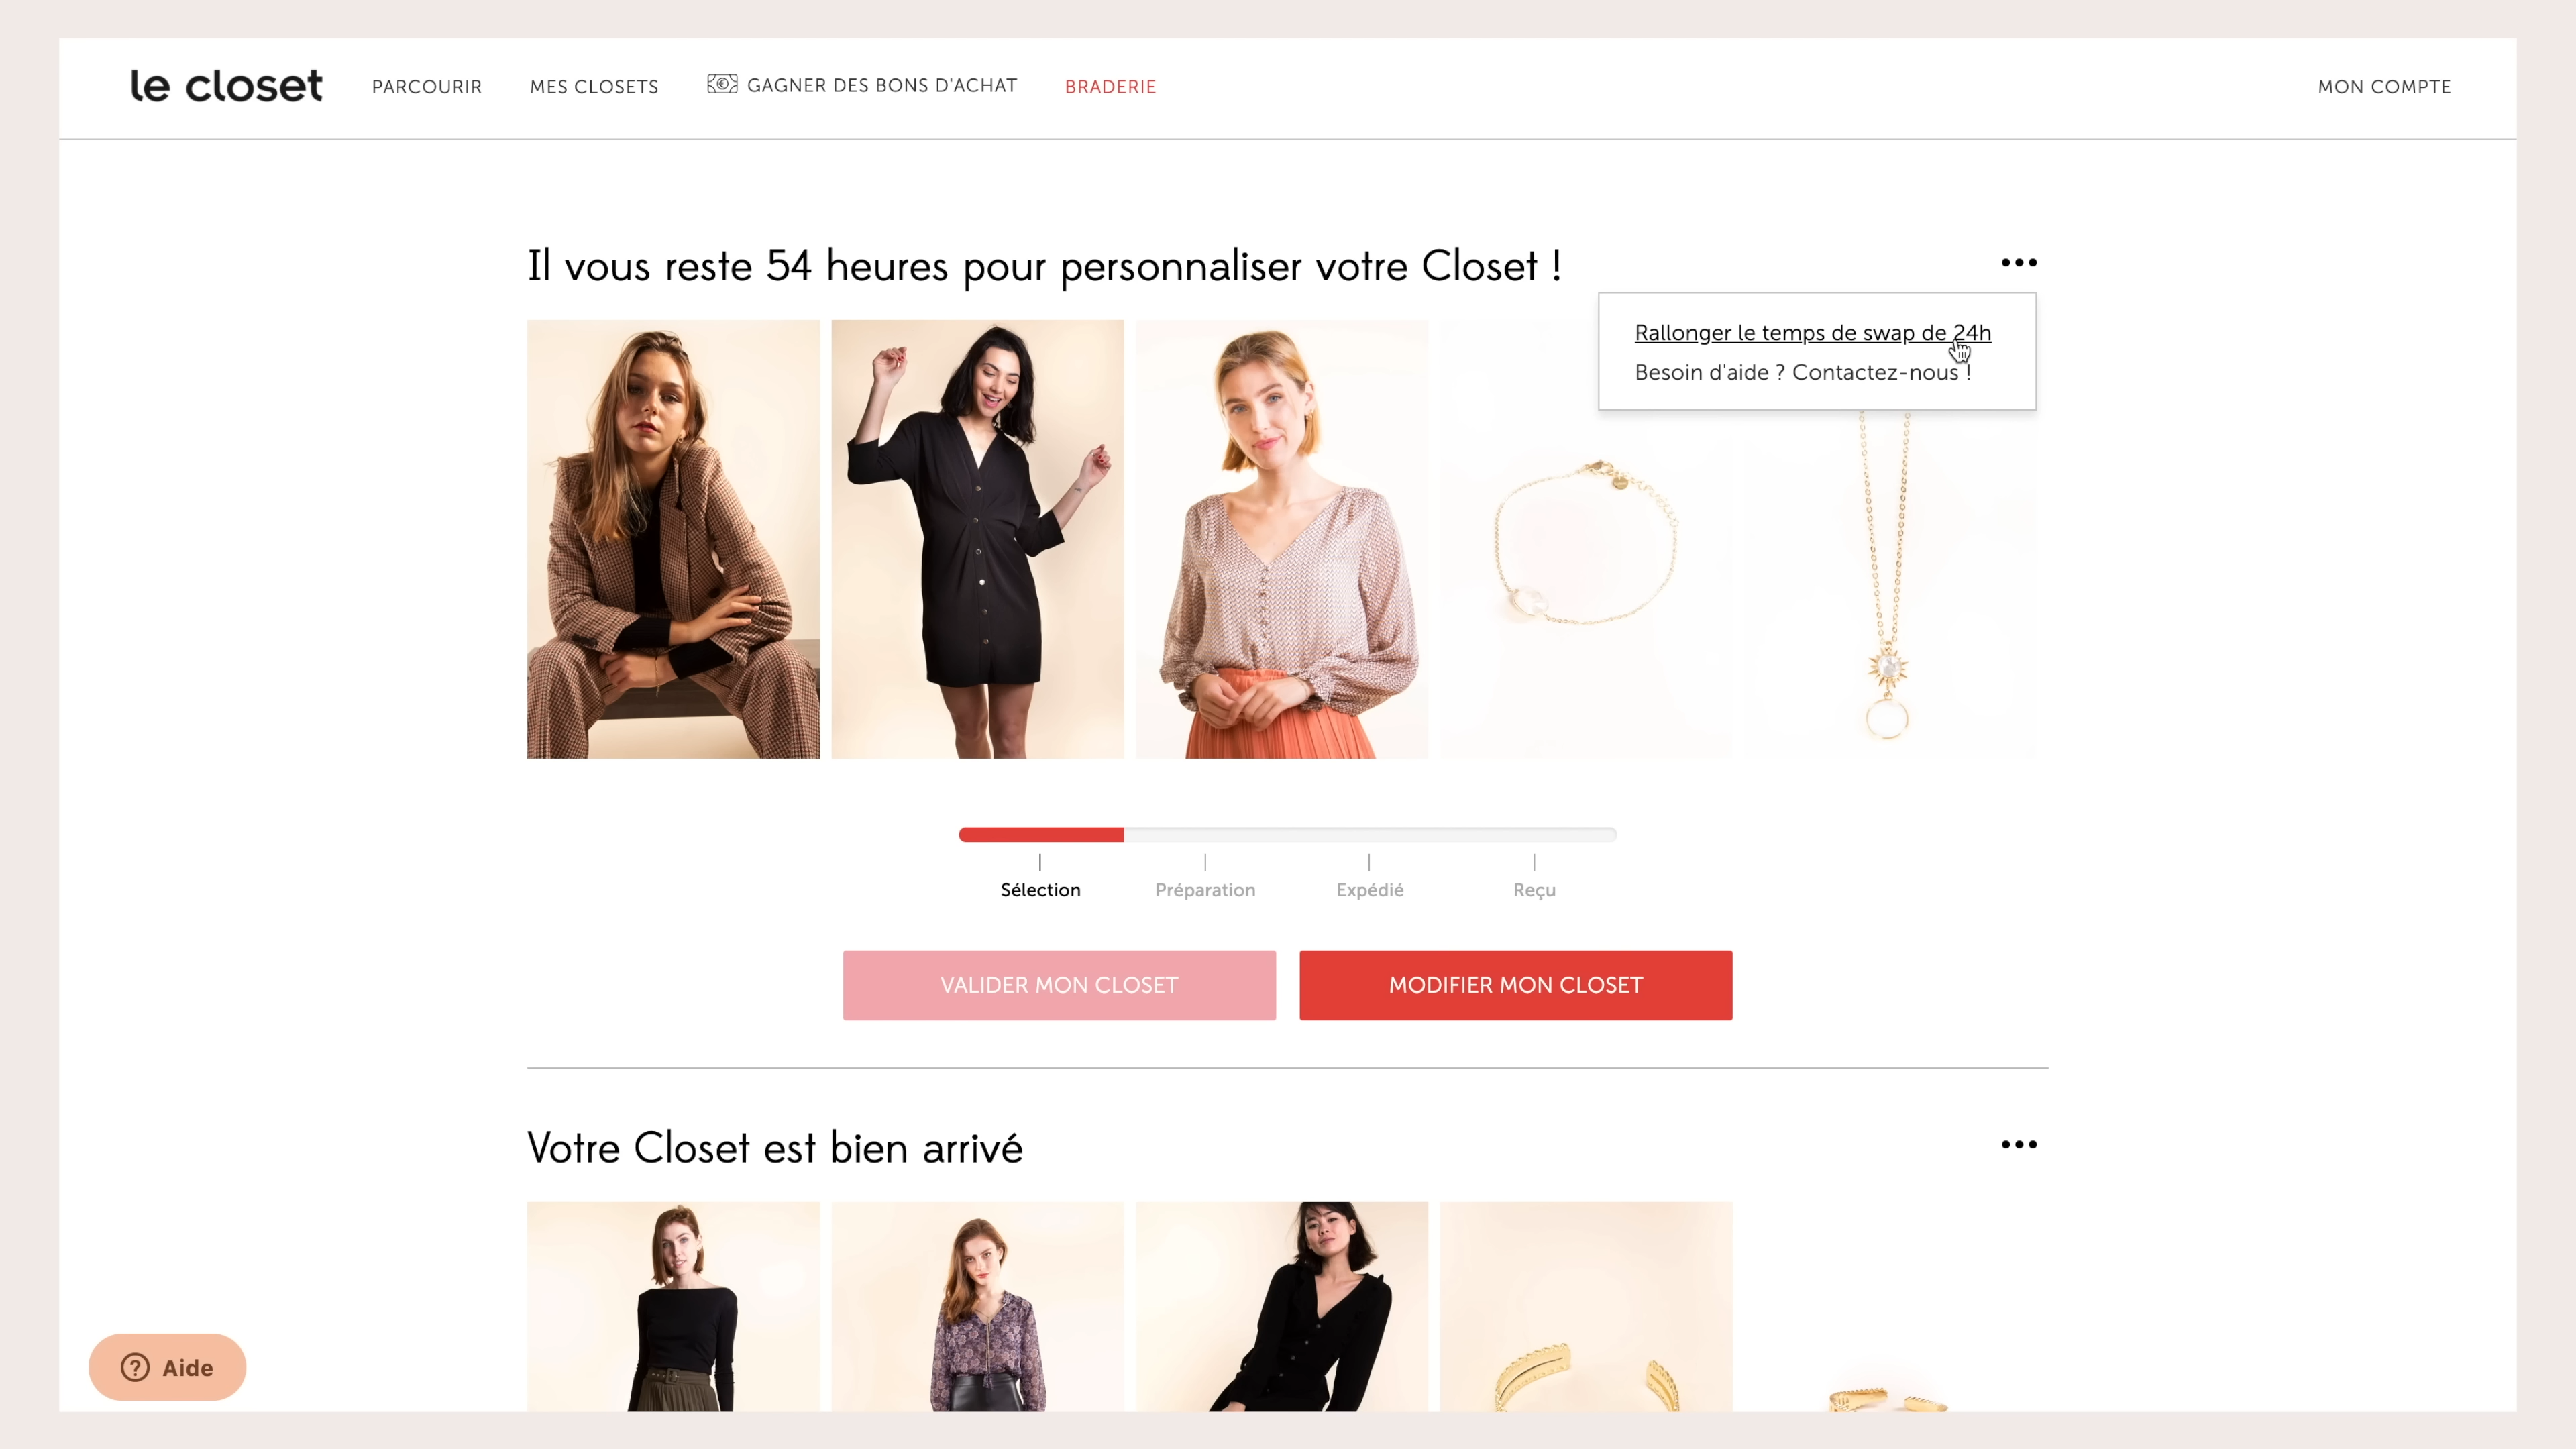 le closet
PARCOURIR
MES CLOSETS
GAGNER DES BONS D'ACHAT
BRADERIE
MON COMPTE
Il vous reste 54 heures pour personnaliser votre Closet !
Rallonger le temps de swap de 24h
Besoin d'aide ? Contactez-nous !
Sélection
Préparation
Expédié
Reçu
VALIDER MON CLOSET
MODIFIER MON CLOSET
Votre Closet est bien arrivé
Aide